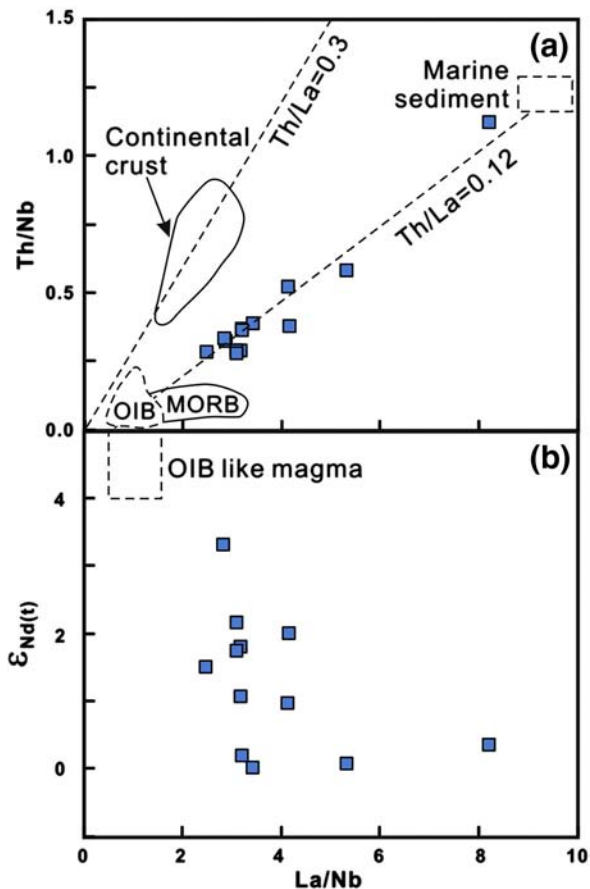 1.5
(a)
Th/La=0.3
Marine
sediment
Continental
crust
1.0
Th/La=0.12
Th/Nb
0.5
OIB
MORB
0.0
(b)
OIB like magma
4
εNd(t)
2
0
0
2
4
6
8
10
La/Nb